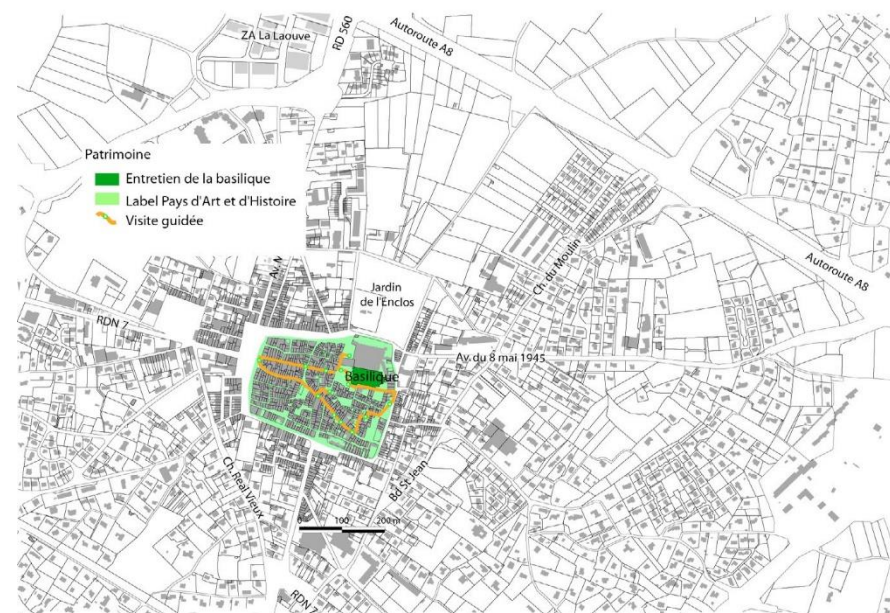 ZA La Laouve
RD 560
Autoroute A8
Patrimoine
Entretien de la basilique
Label Pays d'Art et d'Histoire
Visite guidée
Ch. du Moulin
Autoroute A8
Jardin
de l'Enclos
RDN 7
Av. du 8 mai 1945
Basilique
Ch. Real Vieux
Bd St Jean
0 100 200 m
RDN 7